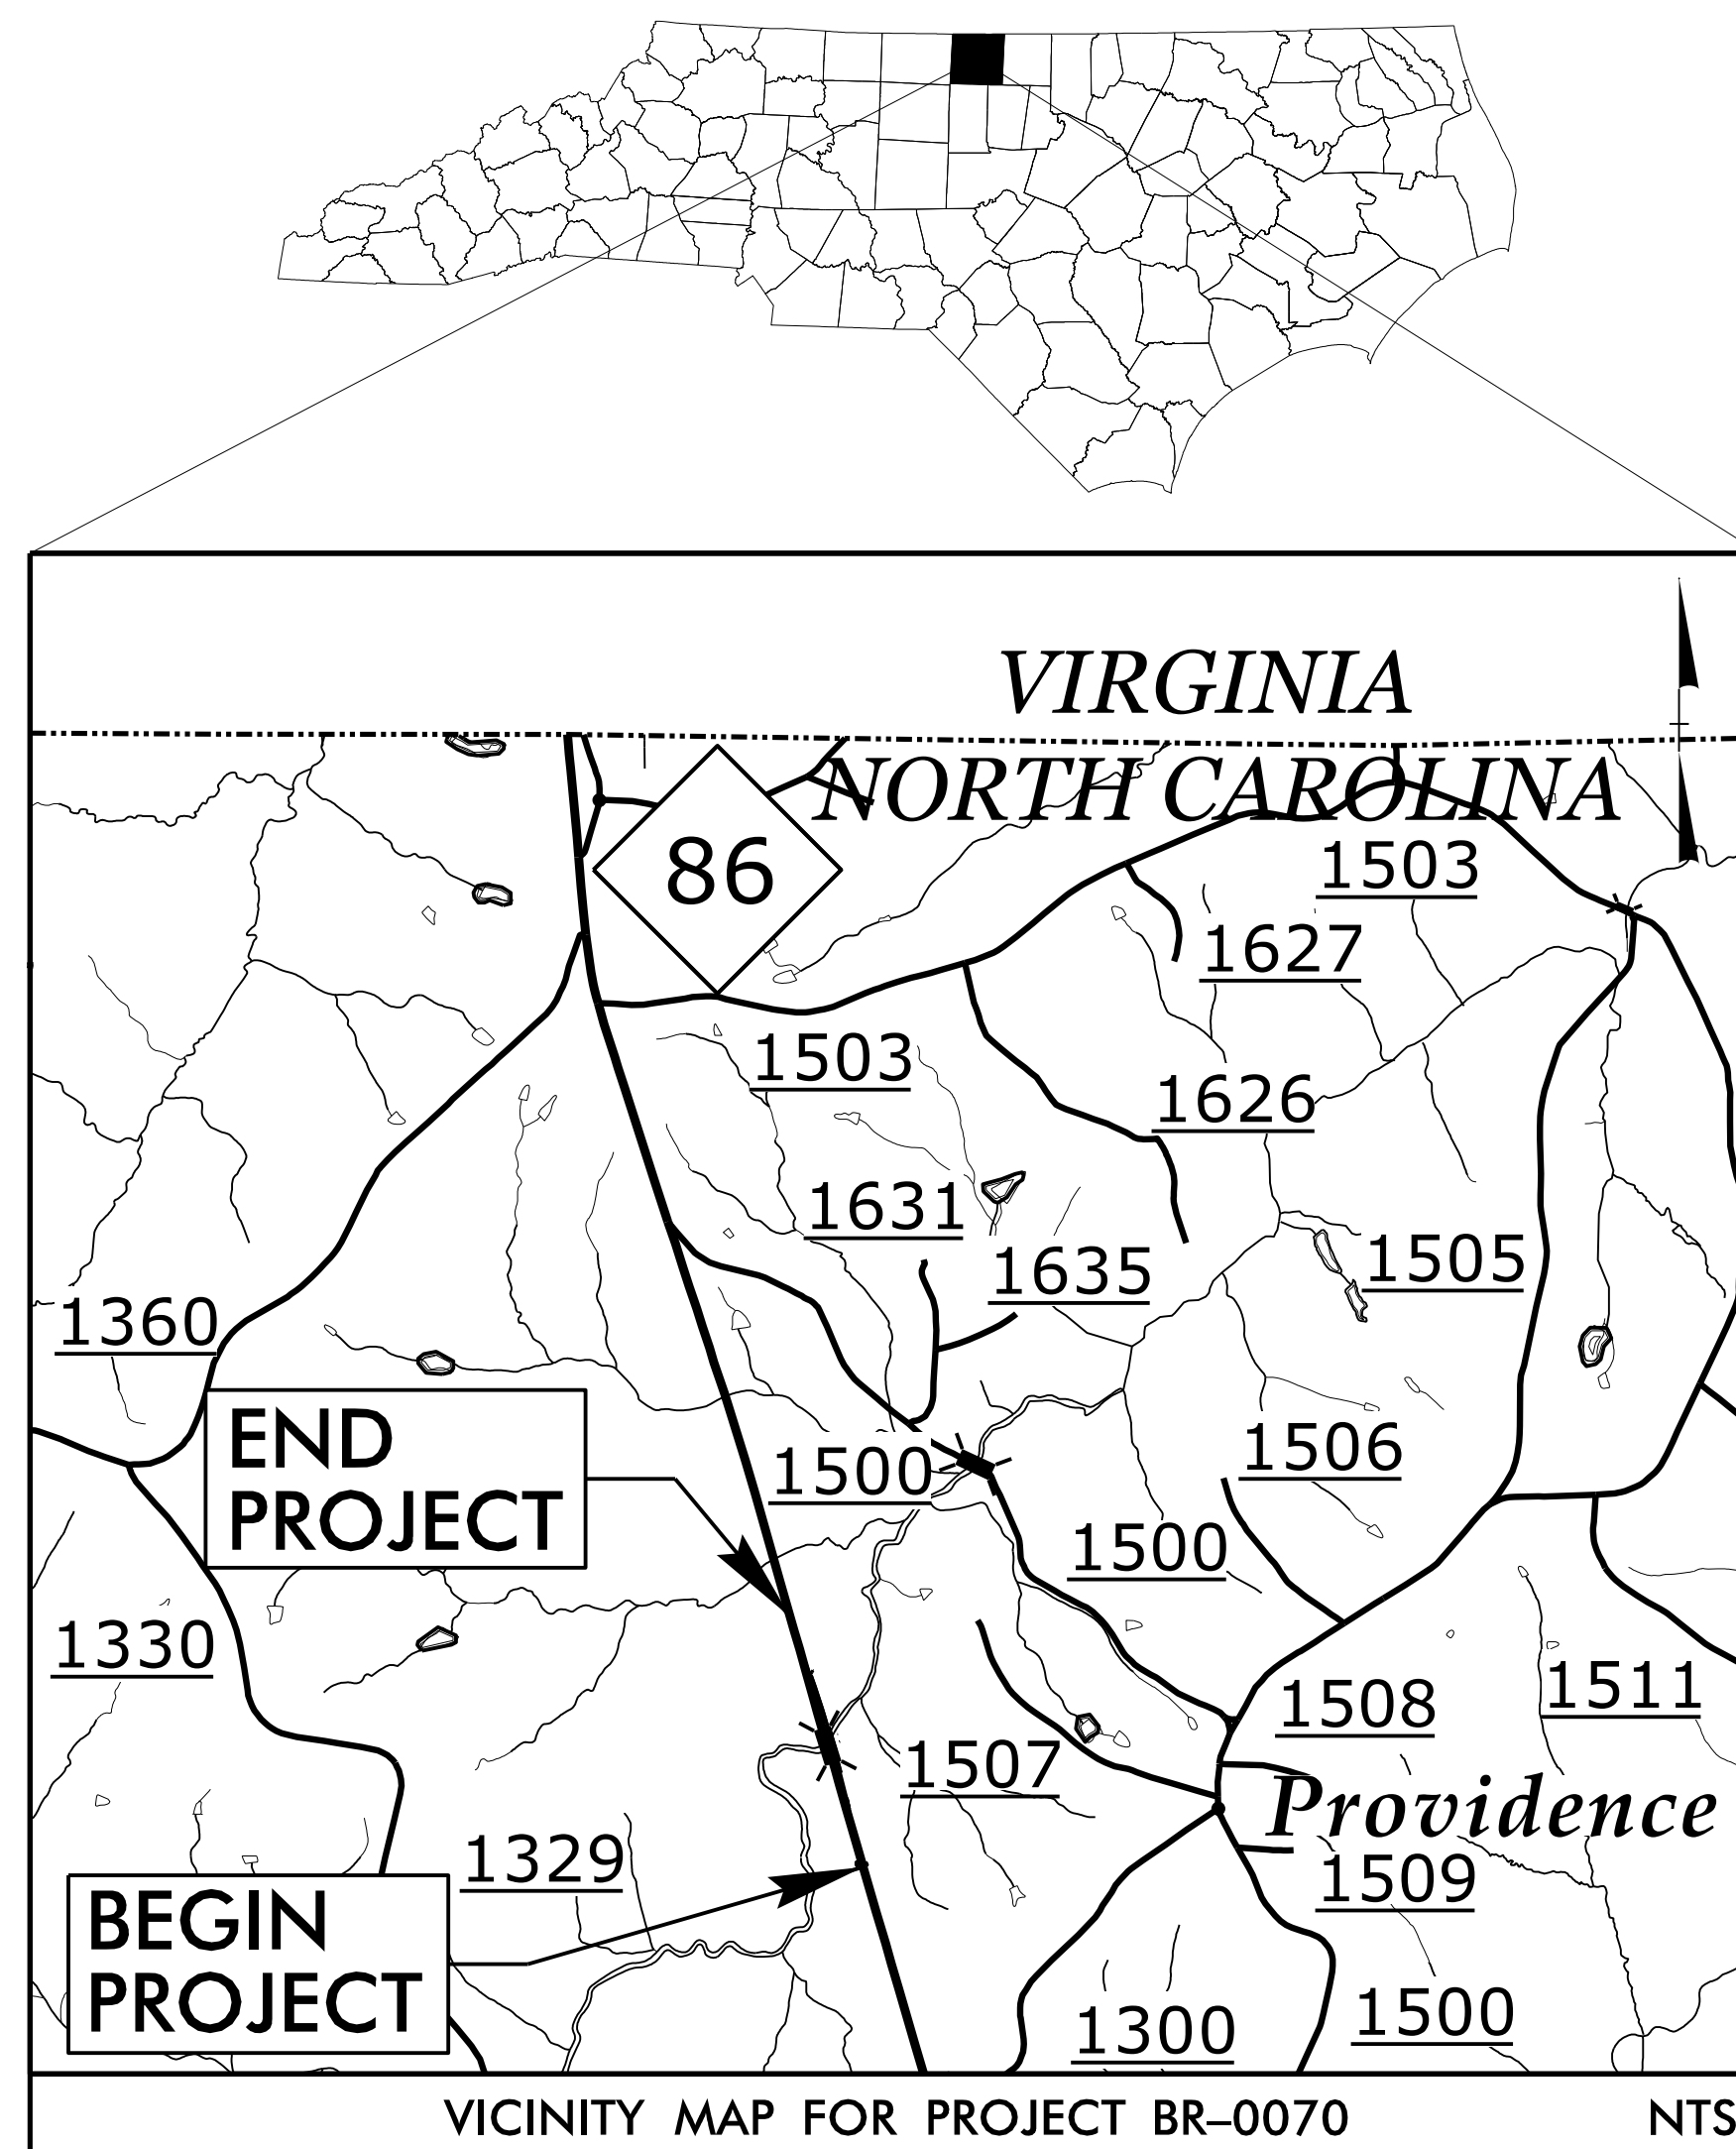 VIRGINIA
NORTH CAROLINA
86
1503
1627
1503
1626
1631
1635
1505
1360
END
PROJECT
1500
1506
1500
1330
1508
1511
1507
Providence
1329
1509
BEGIN
PROJECT
1300
1500
VICINITY MAP FOR PROJECT BR–0070
NTS